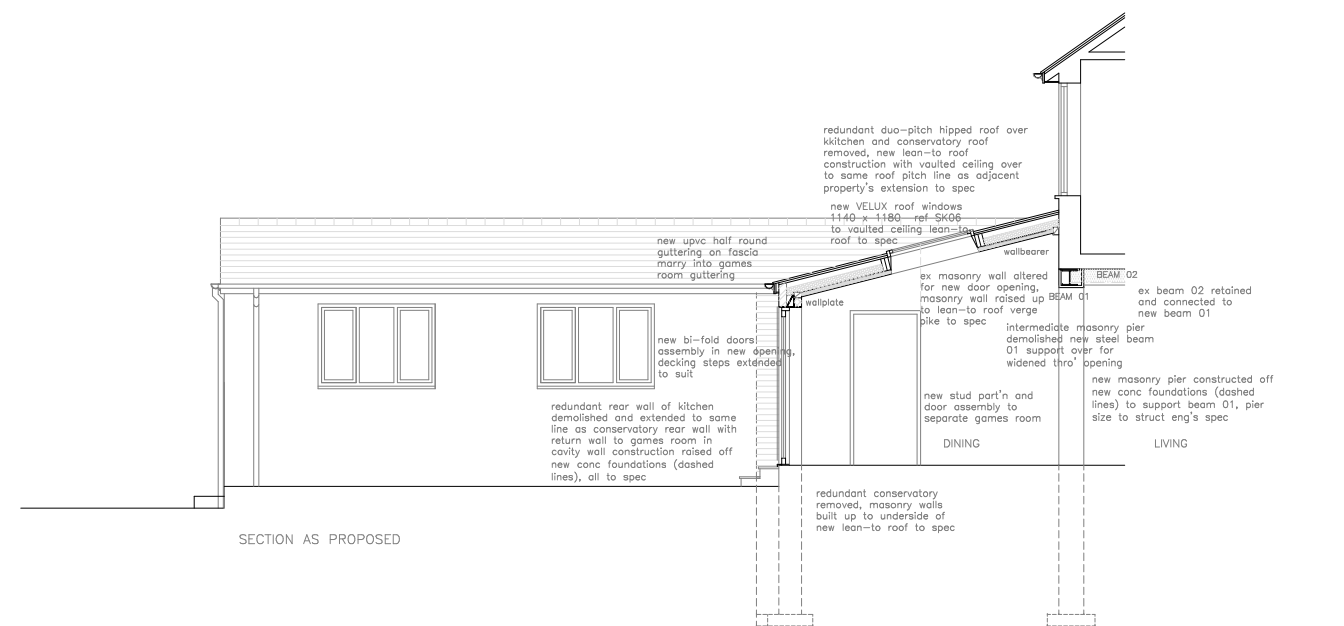 redundant duo-pitch hipped roof over
kkitchen and conservatory roof
removed, new lean-to roof
construction with vaulted ceiling over
to same roof pitch line as adjacent
property's extension to spec
new VELUX roof windows
1140 x 1180 ref SK06
to vaulted ceiling lean-to
roof to spec
new upvc half round
guttering on fascia
marry into games
room guttering
wallbearer
wallplate
ex masonry wall altered
for new door opening,
masonry wall raised up
to lean-to roof verge
pike to spec
BEAM 02
BEAM 01
ex beam 02 retained
and connected to
new beam 01
intermediate masonry pier
demolished new steel beam
01 support over for
widened thro' opening
new bi-fold doors
assembly in new opening,
decking steps extended
to suit
new masonry pier constructed off
new conc foundations (dashed
lines) to support beam 01, pier
size to struct eng's spec
new stud part'n and
door assembly to
separate games room
redundant rear wall of kitchen
demolished and extended to same
line as conservatory rear wall with
return wall to games room in
cavity wall construction raised off
new conc foundations (dashed
lines), all to spec
DINING
LIVING
redundant conservatory
removed, masonry walls
built up to underside of
new lean-to roof to spec
SECTION AS PROPOSED